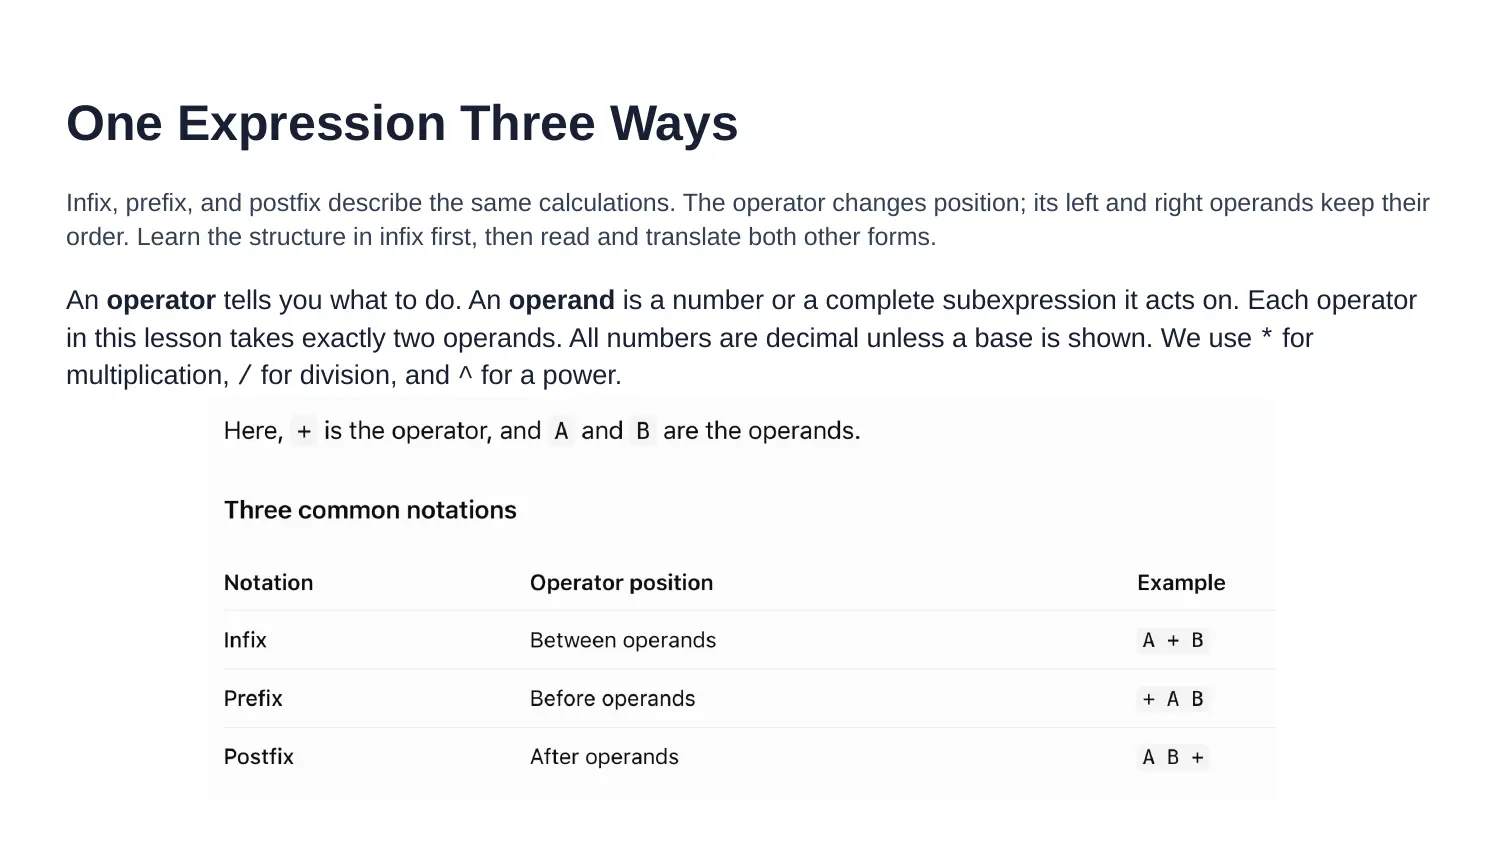 One Expression Three Ways
Infix, prefix, and postfix describe the same calculations. The operator changes position; its left and right operands keep their
order. Learn the structure in infix first, then read and translate both other forms.
An operator tells you what to do. An operand is a number or a complete subexpression it acts on. Each operator
in this lesson takes exactly two operands. All numbers are decimal unless a base is shown. We use * for
multiplication, / for division, and ^ for a power.
Here, + is the operator, and A and B are the operands.
Three common notations
Notation Operator position Example
Infix Between operands A + B
Prefix Before operands + A B
Postfix After operands A B +